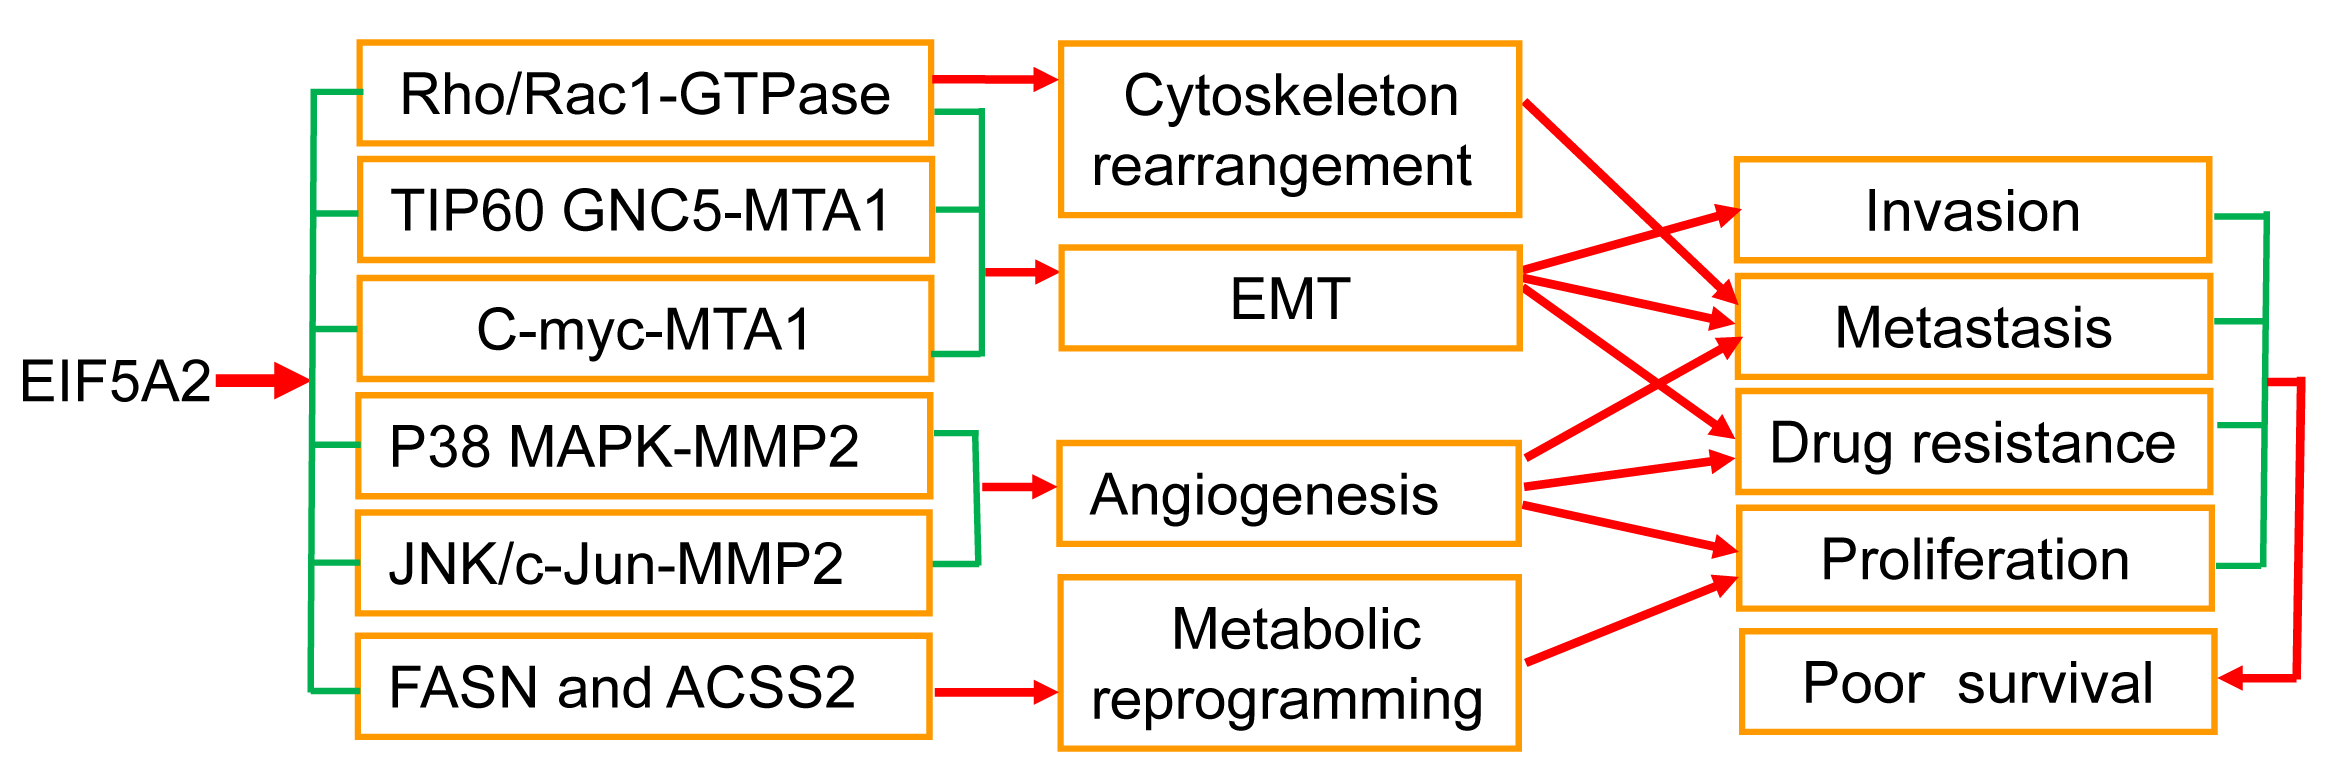 EIF5A2
Rho/Rac1-GTPase
TIP60 GNC5-MTA1
C-myc-MTA1
P38 MAPK-MMP2
JNK/c-Jun-MMP2
FASN and ACSS2
Cytoskeleton
rearrangement
EMT
Angiogenesis
Metabolic
reprogramming
Invasion
Metastasis
Drug resistance
Proliferation
Poor survival